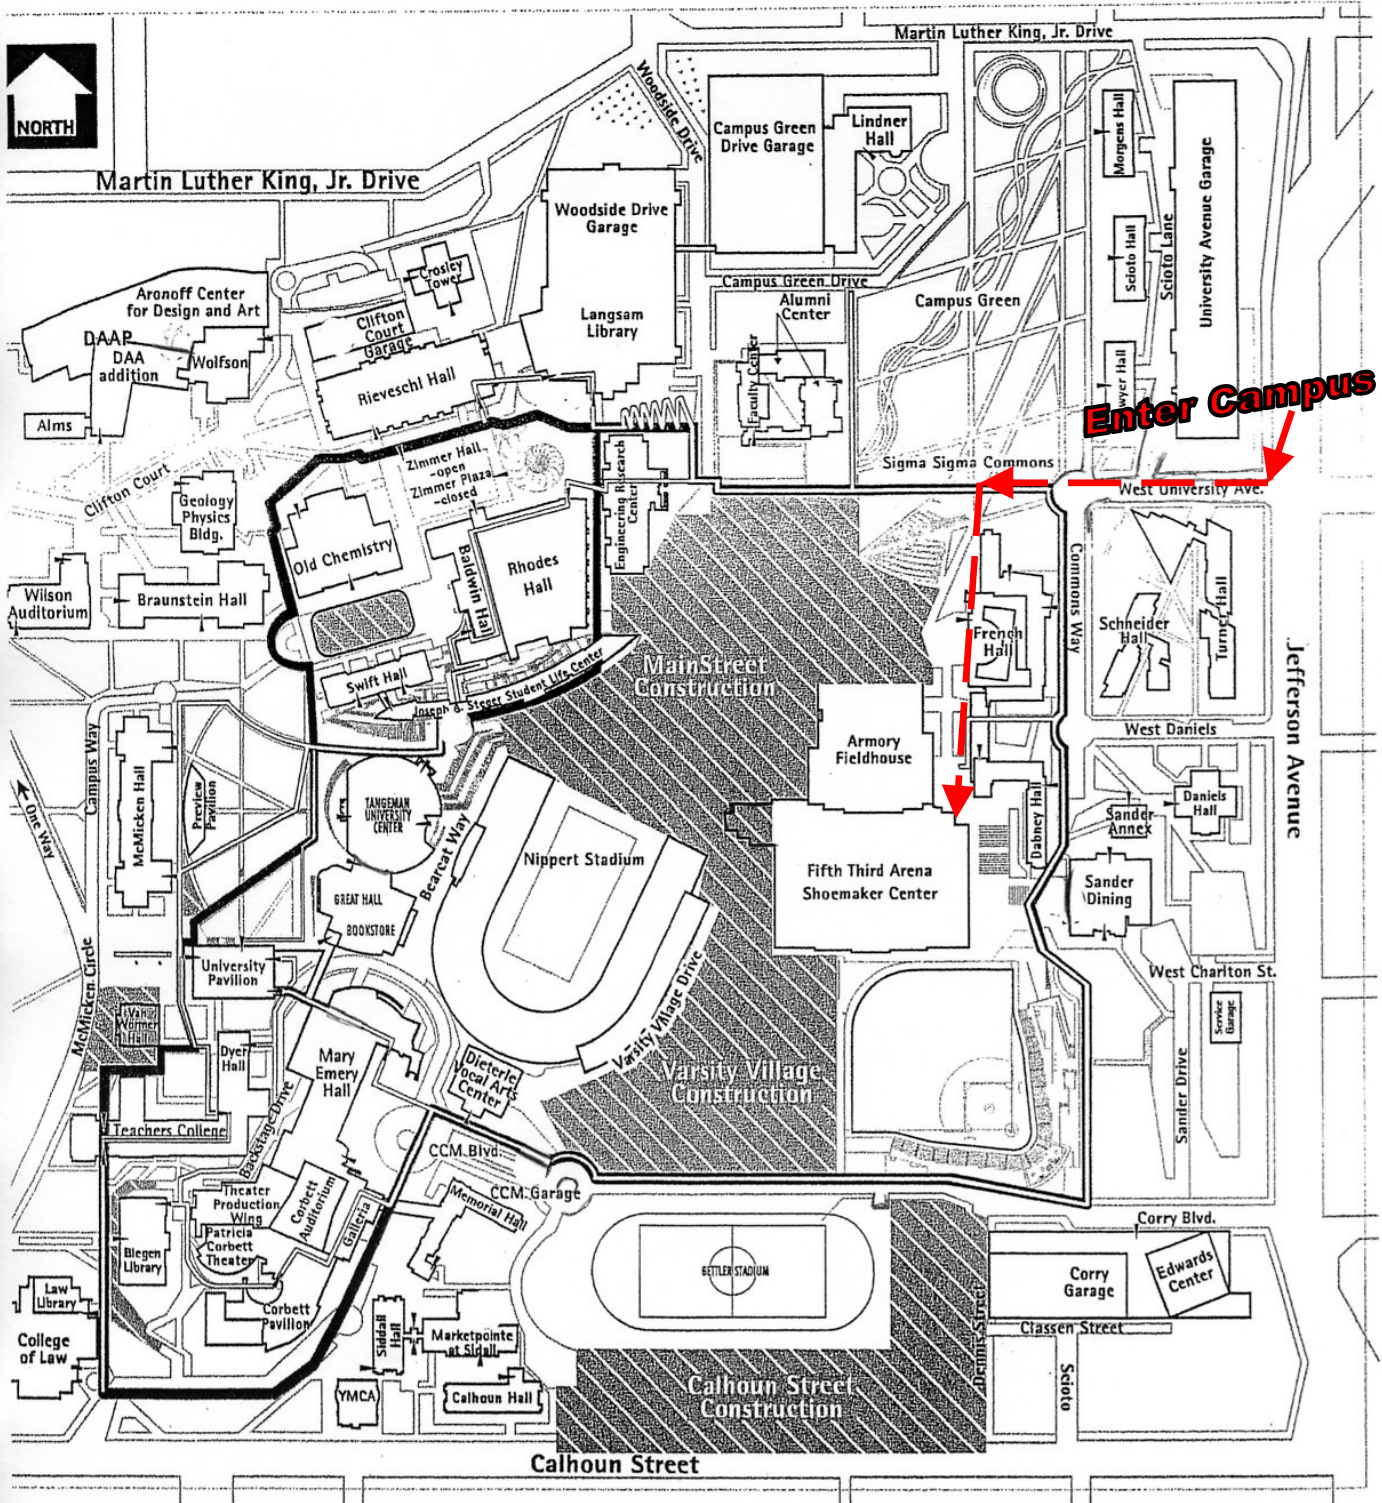 Martin Luther King, Jr. Drive
NORTH
Woodside Drive
Campus Green
Drive Garage
Lindner
Hall
Morgens Hall
University Avenue Garage
Martin Luther King, Jr. Drive
Woodside Drive
Garage
Scioto Hall
Scioto Lane
Crosley
Tower
Campus Green Drive
Aronoff Center
for Design and Art
Alumni
Center
Campus Green
Clifton
Court
Garage
Langsam
Library
DAAP
DAA
addition
Wolfson
Faculty Center
Rieveschl Hall
Enter Campus
Alms
Zimmer Hall
-open
Zimmer Plaza
-closed
Sigma Sigma Commons
Clifton Court
Engineering Research
Center
West University Ave.
Geology
Physics
Bldg.
Old Chemistry
Baldwin Hall
Rhodes
Hall
Commons Way
Wilson
Auditorium
Braunstein Hall
French
Hall
Schneider
Hall
Turner Hall
MainStreet
Construction
Swift Hall
Joseph A. Steger Student Life Center
Jefferson Avenue
West Daniels
Campus Way
Armory
Fieldhouse
One Way
McMicken Hall
Preview
Pavilion
TANGEMAN
UNIVERSITY
CENTER
Bearcat Way
Nippert Stadium
Dabney Hall
Sander
Annex
Daniels
Hall
Fifth Third Arena
Shoemaker Center
Sander
Dining
GREAT HALL
BOOKSTORE
McMicken Circle
University
Pavilion
West Charlton St.
Varsity Village Drive
Van
Wormer
Hall
Service
Garage
Dyer
Hall
Mary
Emery
Hall
Dieterle
Vocal Arts
Center
Varsity Village
Construction
Sander Drive
Teachers College
Backstage Drive
CCM Blvd.
CCM Garage
Theater
Production
Wing
Corbett
Auditorium
Memorial Hall
Patricia
Corbett
Theater
Galleria
Corry Blvd.
Blegen
Library
GETTLER STADIUM
Corry
Garage
Edwards
Center
Law
Library
Corbett
Pavilion
Siddall
Hall
Marketpointe
at Sidall
Dennis Street
Classen Street
College
of Law
YMCA
Calhoun Hall
Calhoun Street
Construction
Scioto
Calhoun Street